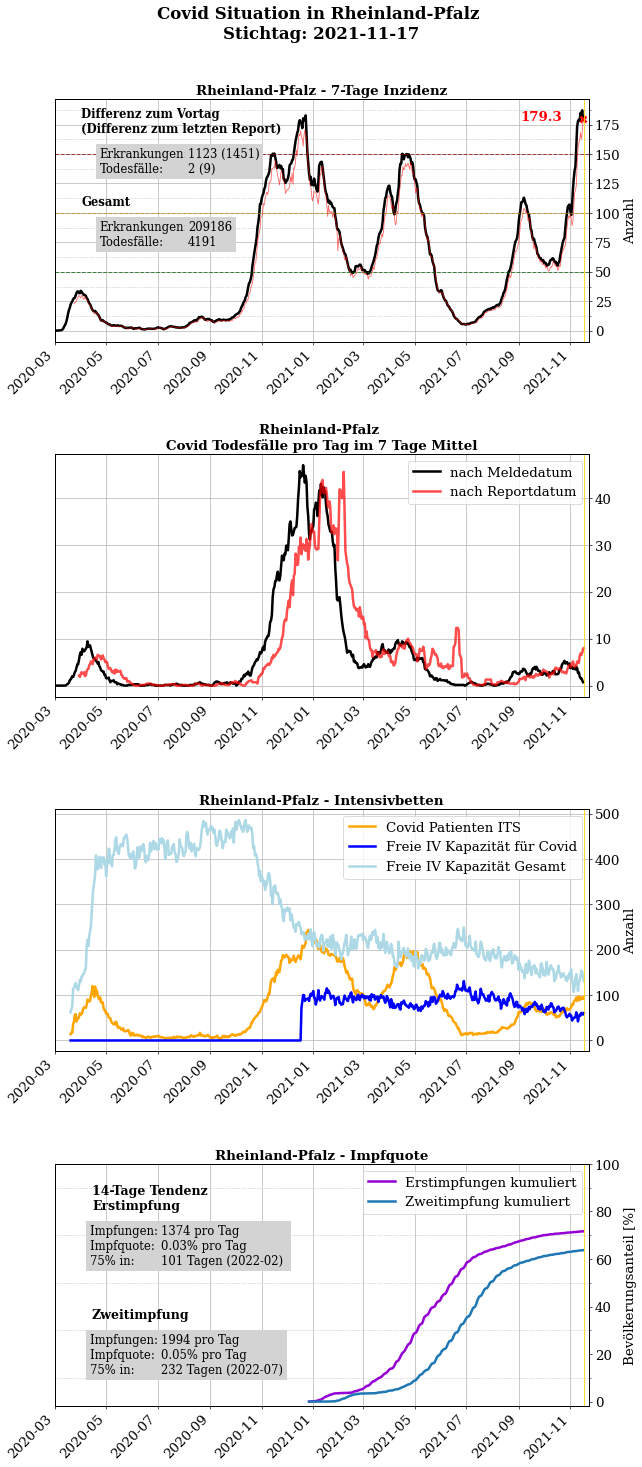 Covid Situation in Rheinland-Pfalz
Stichtag: 2021-11-17
Rheinland-Pfalz - 7-Tage Inzidenz
Differenz zum Vortag
(Differenz zum letzten Report)
Erkrankungen 1123 (1451)
Todesfälle: 2 (9)
Gesamt
Erkrankungen 209186
Todesfälle: 4191
179.3
175
150
125
100
75
50
25
0
Anzahl
2020-03
2020-05
2020-07
2020-09
2020-11
2021-01
2021-03
2021-05
2021-07
2021-09
2021-11
Rheinland-Pfalz
Covid Todesfälle pro Tag im 7 Tage Mittel
nach Meldedatum
nach Reportdatum
40
30
20
10
0
2020-03
2020-05
2020-07
2020-09
2020-11
2021-01
2021-03
2021-05
2021-07
2021-09
2021-11
Rheinland-Pfalz - Intensivbetten
Covid Patienten ITS
Freie IV Kapazität für Covid
Freie IV Kapazität Gesamt
500
400
300
200
100
0
Anzahl
2020-03
2020-05
2020-07
2020-09
2020-11
2021-01
2021-03
2021-05
2021-07
2021-09
2021-11
Rheinland-Pfalz - Impfquote
14-Tage Tendenz
Erstimpfung
Impfungen: 1374 pro Tag
Impfquote: 0.03% pro Tag
75% in: 101 Tagen (2022-02)
Zweitimpfung
Impfungen: 1994 pro Tag
Impfquote: 0.05% pro Tag
75% in: 232 Tagen (2022-07)
Erstimpfungen kumuliert
Zweitimpfung kumuliert
100
80
60
40
20
0
Bevölkerungsanteil [%]
2020-03
2020-05
2020-07
2020-09
2020-11
2021-01
2021-03
2021-05
2021-07
2021-09
2021-11